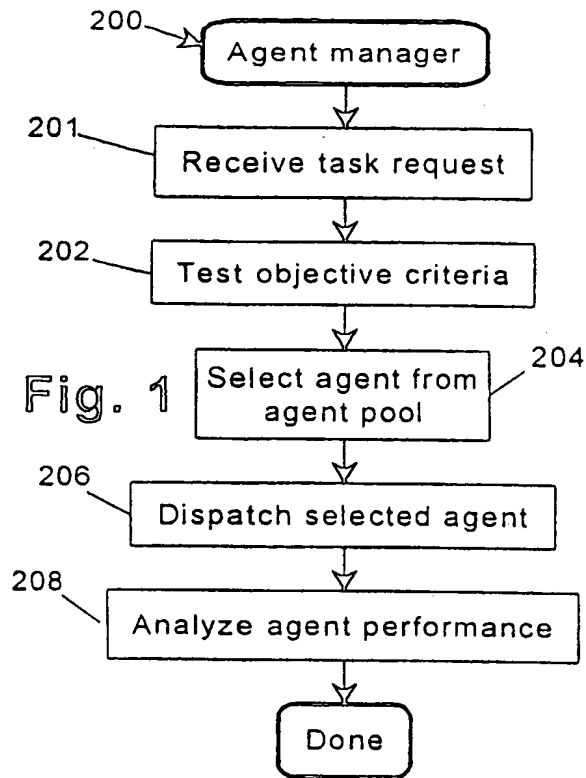 200
Agent manager
201
Receive task request
202
Test objective criteria
204
Select agent from
agent pool
Fig. 1
206
Dispatch selected agent
208
Analyze agent performance
Done